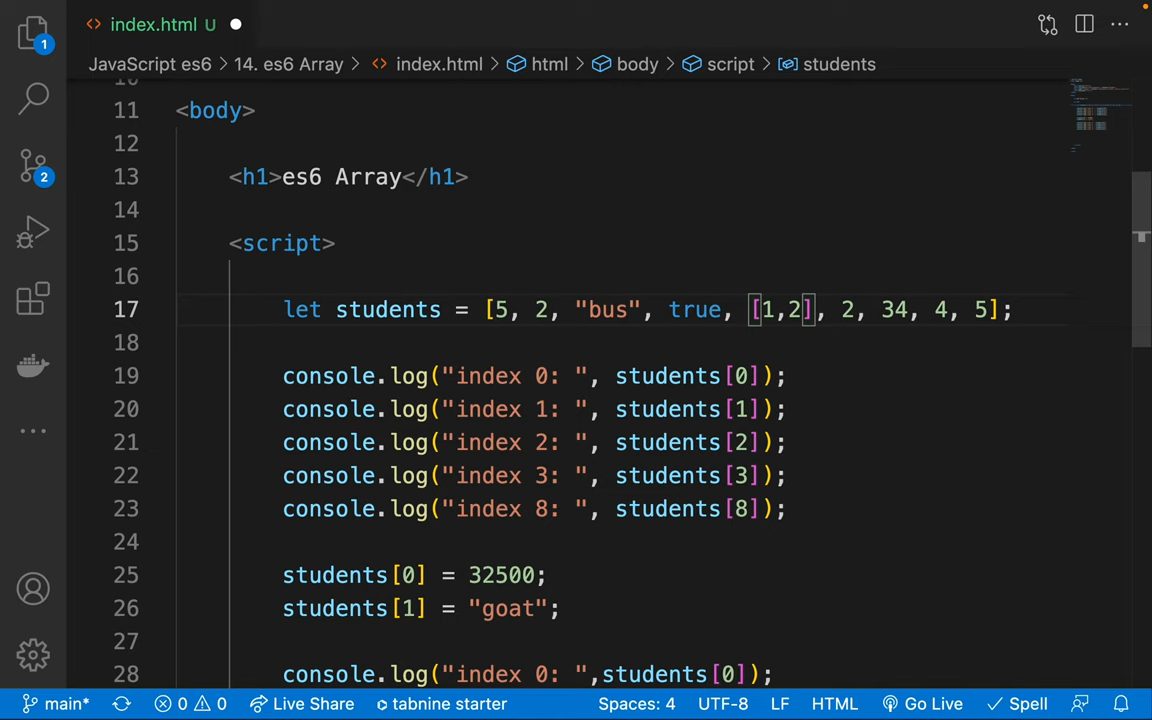 index.html U
JavaScript es6 > 14. es6 Array > index.html > html > body > script > students
1
2
11 <body>
12
13 <h1>es6 Array</h1>
14
15 <script>
16
17 let students = [5, 2, "bus", true, [1,2], 2, 34, 4, 5];
18
19 console.log("index 0: ", students[0]);
20 console.log("index 1: ", students[1]);
21 console.log("index 2: ", students[2]);
22 console.log("index 3: ", students[3]);
23 console.log("index 8: ", students[8]);
24
25 students[0] = 32500;
26 students[1] = "goat";
27
28 console.log("index 0: ",students[0]);
main* 0 0 Live Share tabnine starter Spaces: 4 UTF-8 LF HTML Go Live Spell